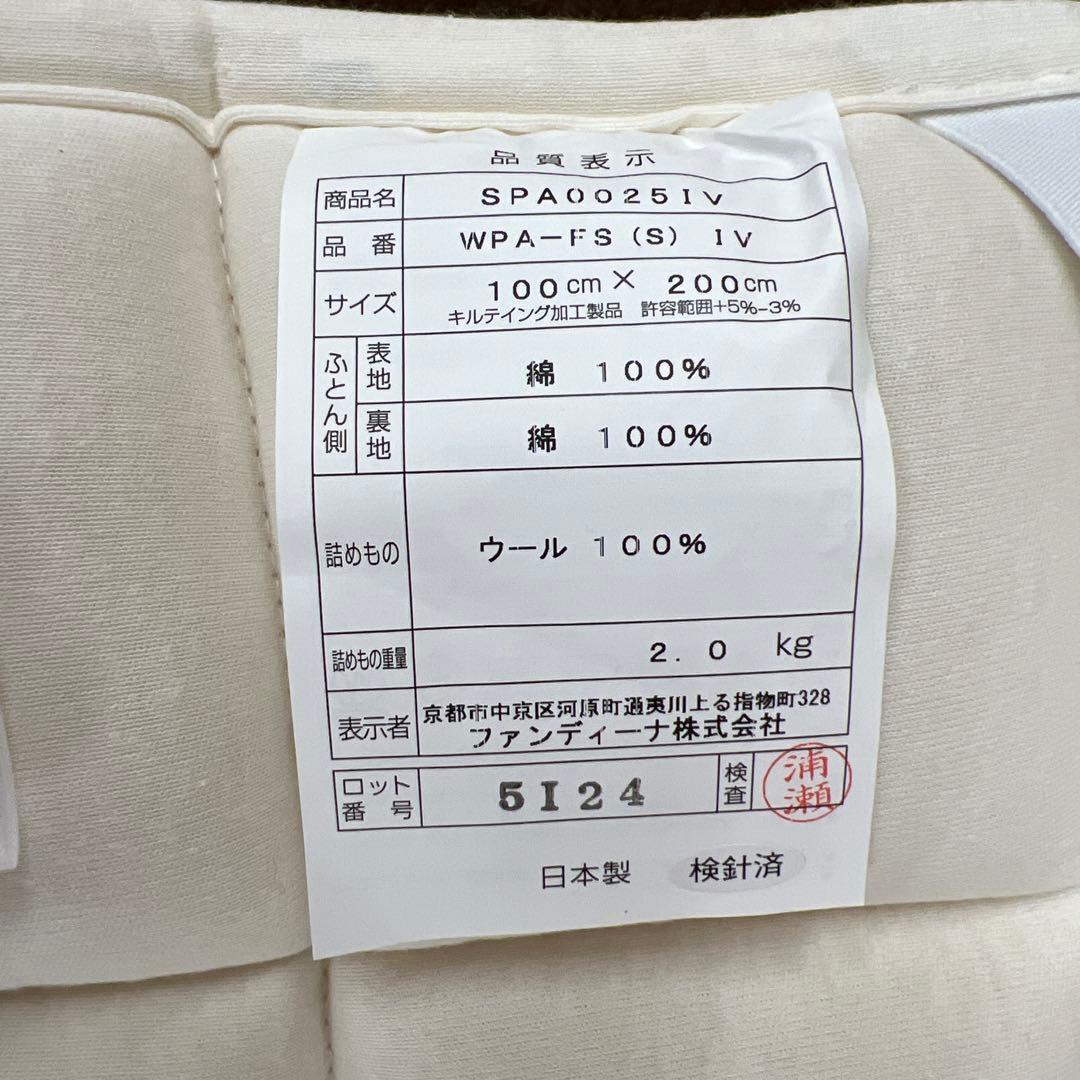 品質表示
商品名 SPA0025IV
品番 WPA-FS(S) IV
サイズ 100cm× 200cm
キルテイング加工製品 許容範囲+5%-3%
ふとん側 表地 綿 100%
裏地 綿 100%
詰めもの ウール 100%
詰めもの重量 2.0 kg
表示者 京都市中京区河原町通夷川上る指物町328
ファンディーナ株式会社
ロット番号 5I24 検査 浦瀬
日本製 検針済